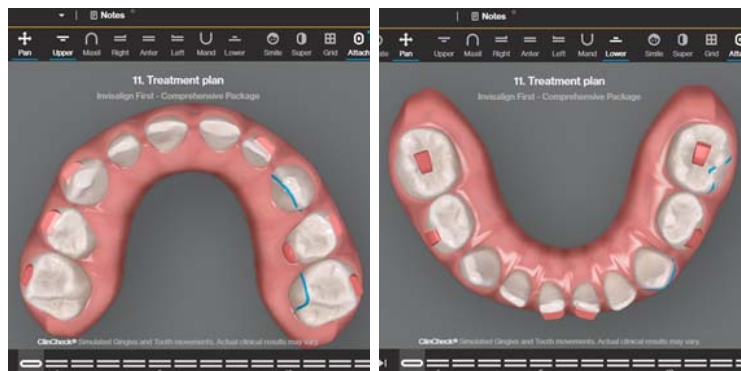 Notes
Pan Upper Maxil Right Anter Left Mand Lower Smile Super Grid Attach
11. Treatment plan
Invisalign First - Comprehensive Package
ClinCheck® Simulated Gingiva and Tooth movements. Actual clinical results may vary.
Notes
Pan Upper Maxil Right Anter Left Mand Lower Smile Super Grid
11. Treatment plan
Invisalign First - Comprehensive Package
ClinCheck® Simulated Gingiva and Tooth movements. Actual clinical results may vary.